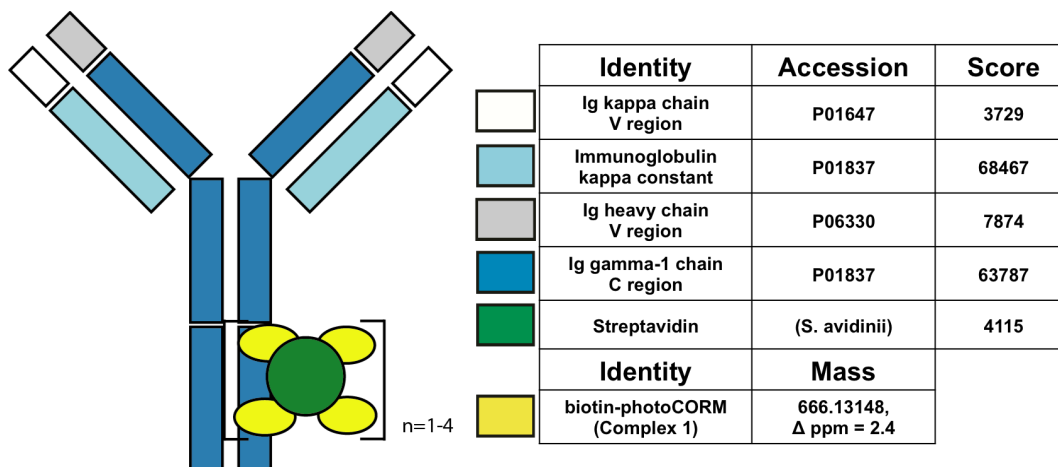 n=1-4
Identity Accession Score
Ig kappa chain
V region
P01647 3729
Immunoglobulin
kappa constant
P01837 68467
Ig heavy chain
V region
P06330 7874
Ig gamma-1 chain
C region
P01837 63787
Streptavidin (S. avidinii) 4115
Identity Mass
biotin-photoCORM
(Complex 1)
666.13148,
Δ ppm = 2.4